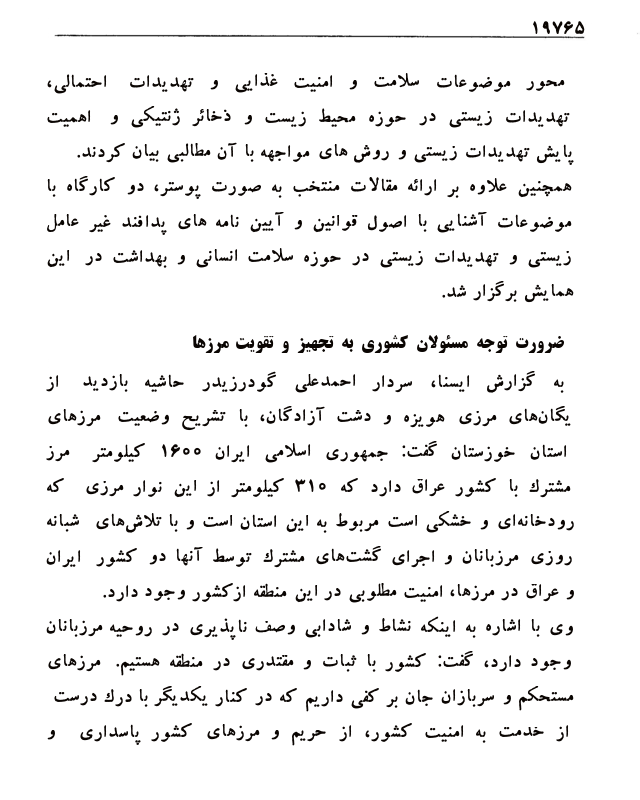 ۱۹۷۶۵
محور موضوعات سلامت و امنیت غذایی و تهدیدات احتمالی،
تهدیدات زیستی در حوزه محیط زیست و ذخائر ژنتیکی و اهمیت
پایش تهدیدات زیستی و روش های مواجهه با آن مطالبی بیان کردند.
همچنین علاوه بر ارائه مقالات منتخب به صورت پوستر، دو کارگاه با
موضوعات آشنایی با اصول قوانین و آیین نامه های پدافند غیر عامل
زیستی و تهدیدات زیستی در حوزه سلامت انسانی و بهداشت در این
همایش برگزار شد.
ضرورت توجه مسئولان کشوری به تجهیز و تقویت مرزها
به گزارش ایسنا، سردار احمدعلی گودرزیدر حاشیه بازدید از
یگان‌های مرزی هویزه و دشت آزادگان، با تشریح وضعیت مرزهای
استان خوزستان گفت: جمهوری اسلامی ایران ۱۶۰۰ کیلومتر مرز
مشترك با کشور عراق دارد که ۳۱۰ کیلومتر از این نوار مرزی که
رودخانه‌ای و خشکی است مربوط به این استان است و با تلاش‌های شبانه
روزی مرزبانان و اجرای گشت‌های مشترك توسط آنها دو کشور ایران
و عراق در مرزها، امنیت مطلوبی در این منطقه ازکشور وجود دارد.
وی با اشاره به اینکه نشاط و شادابی وصف ناپذیری در روحیه مرزبانان
وجود دارد، گفت: کشور با ثبات و مقتدری در منطقه هستیم. مرزهای
مستحکم و سربازان جان بر کفی داریم که در کنار یکدیگر با درك درست
از خدمت به امنیت کشور، از حریم و مرزهای کشور پاسداری و